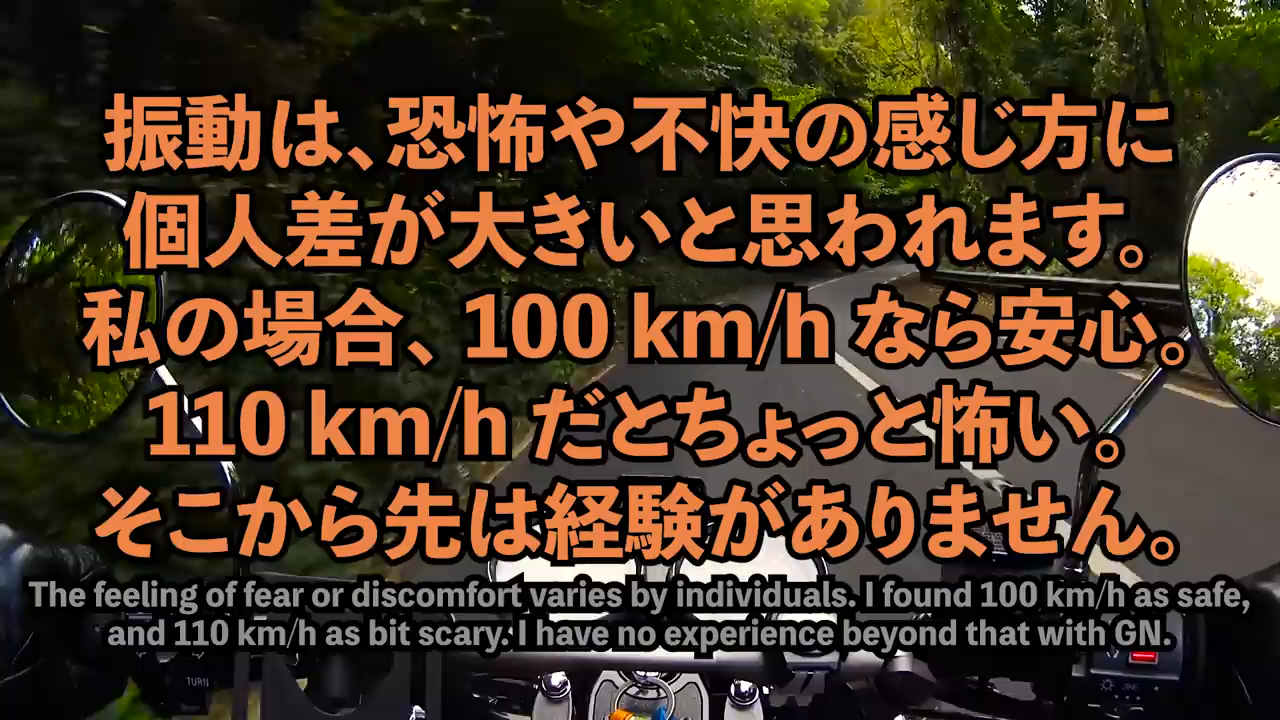 振動は、恐怖や不快の感じ方に
個人差が大きいと思われます。
私の場合、100 km/h なら安心。
110 km/h だとちょっと怖い。
そこから先は経験がありません。
The feeling of fear or discomfort varies by individuals. I found 100 km/h as safe,
and 110 km/h as bit scary. I have no experience beyond that with GN.
TURN